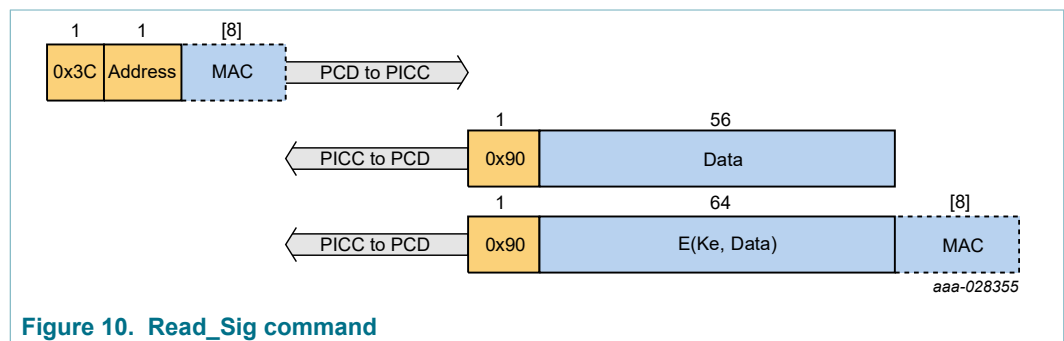 1 1 [8]
0x3C Address MAC PCD to PICC
1 56
PICC to PCD 0x90 Data
1 64 [8]
PICC to PCD 0x90 E(Ke, Data) MAC
aaa-028355
Figure 10. Read_Sig command